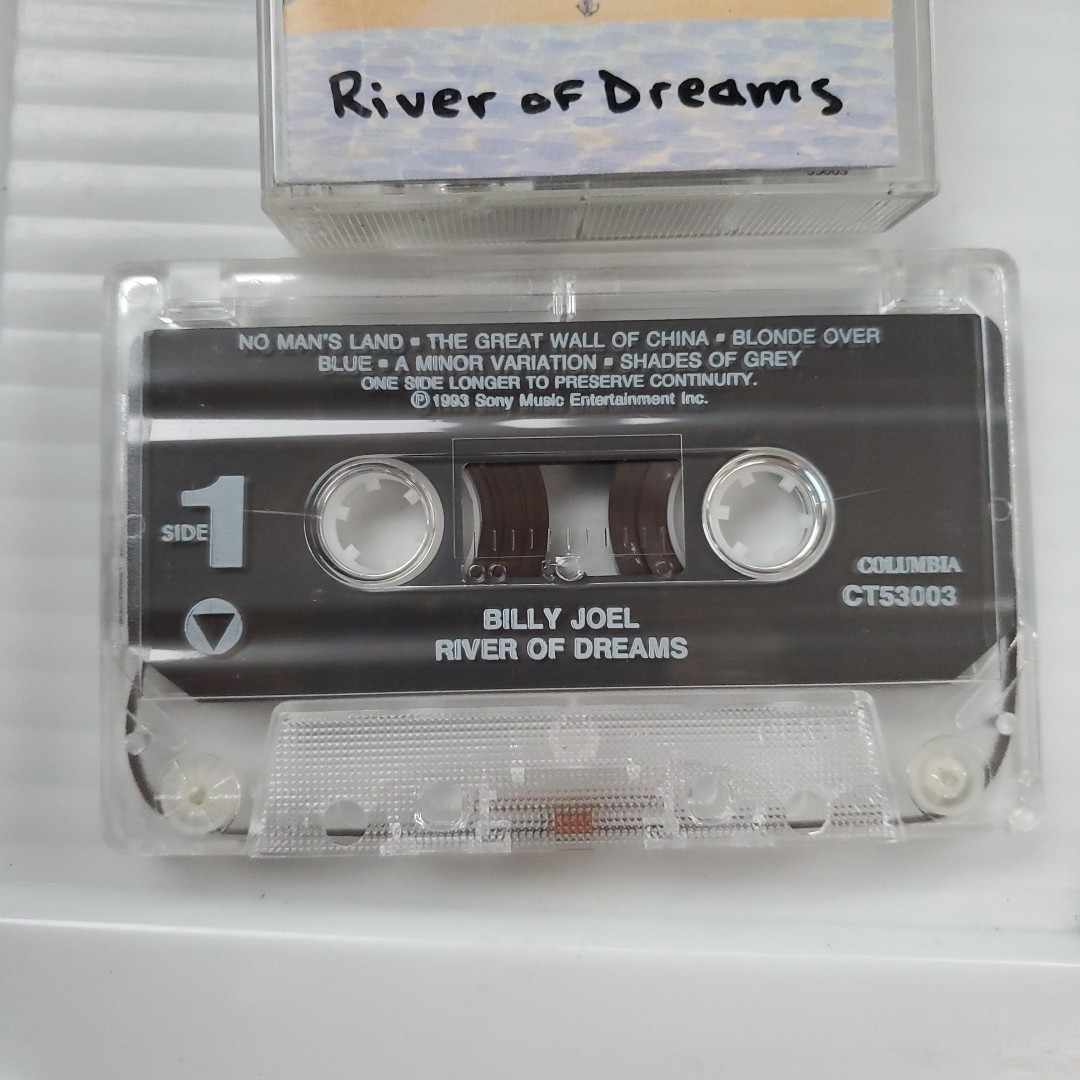 River of Dreams
NO MAN'S LAND ▪ THE GREAT WALL OF CHINA ▪ BLONDE OVER
BLUE ▪ A MINOR VARIATION ▪ SHADES OF GREY
ONE SIDE LONGER TO PRESERVE CONTINUITY.
℗ 1993 Sony Music Entertainment Inc.
SIDE 1
COLUMBIA
CT53003
BILLY JOEL
RIVER OF DREAMS